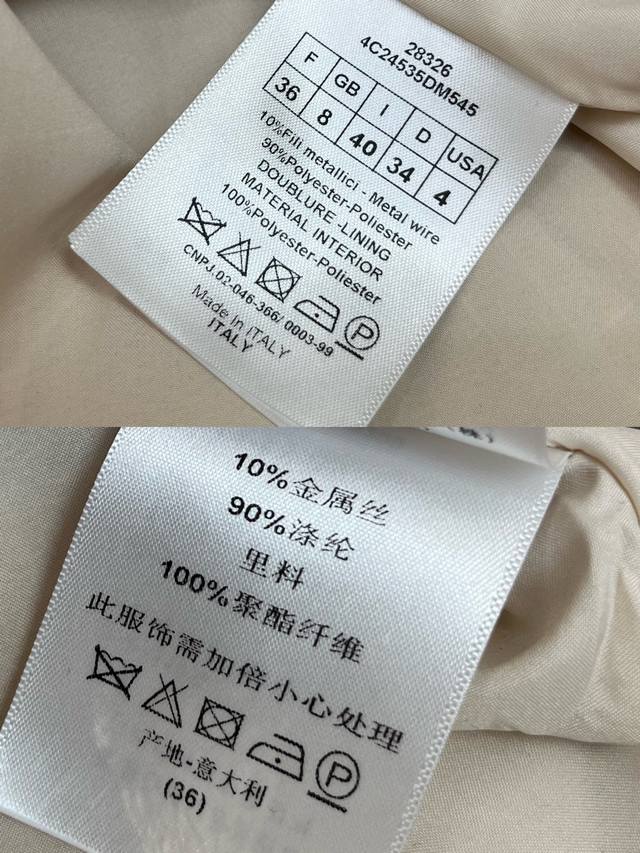 28326
4C24535DM545
F GB I D USA
36 8 40 34 4
10%Fili metallici - Metal wire
90%Polyester-Poliester
DOUBLURE -LINING
MATERIAL INTERIOR
100%Polyester-Poliester
P
CNPJ.02-046-366/ 0003-99
Made in ITALY
ITALY
10%金属丝
90%涤纶
里料
100%聚酯纤维
此服饰需加倍小心处理
P
产地-意大利
(36)